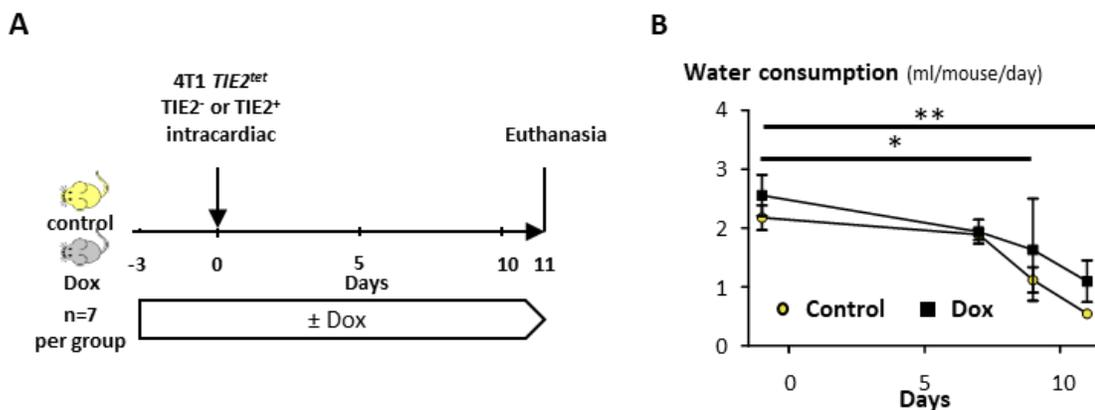 A
4T1 TIE2tet
TIE2- or TIE2+
intracardiac
Euthanasia
control
Dox
-3 0 5 10 11
Days
n=7
per group
± Dox
B
Water consumption (ml/mouse/day)
4
**
*
3
2
1
Control Dox
0
0 5 10
Days